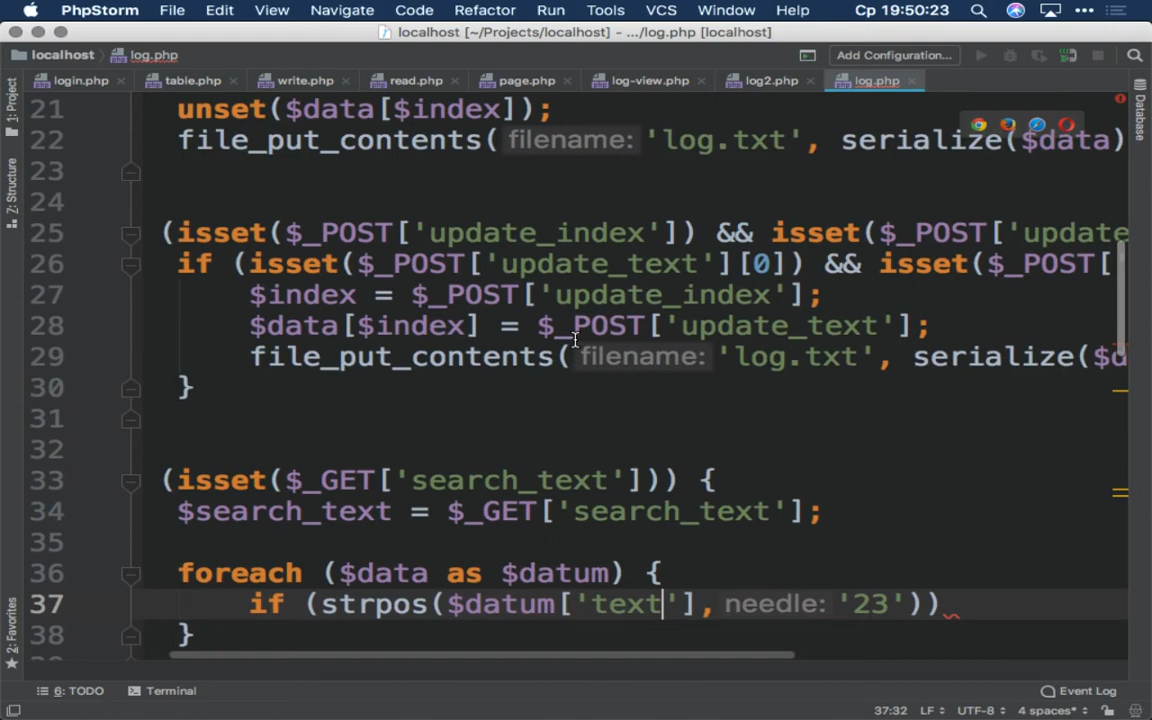 PhpStorm File Edit View Navigate Code Refactor Run Tools VCS Window Help Ср 19:50:23
localhost [~/Projects/localhost] - .../log.php [localhost]
localhost log.php Add Configuration...
login.php table.php write.php read.php page.php log-view.php log2.php log.php
1: Project
Z: Structure
2: Favorites
Database
21 unset($data[$index]);
22 file_put_contents( filename: 'log.txt', serialize($data)
23
24
25 (isset($_POST['update_index']) && isset($_POST['update
26 if (isset($_POST['update_text'][0]) && isset($_POST[
27 $index = $_POST['update_index'];
28 $data[$index] = $_POST['update_text'];
29 file_put_contents( filename: 'log.txt', serialize($d
30 }
31
32
33 (isset($_GET['search_text'])) {
34 $search_text = $_GET['search_text'];
35
36 foreach ($data as $datum) {
37 if (strpos($datum['text'], needle: '23'))
38 }
6: TODO Terminal Event Log
37:32 LF UTF-8 4 spaces*